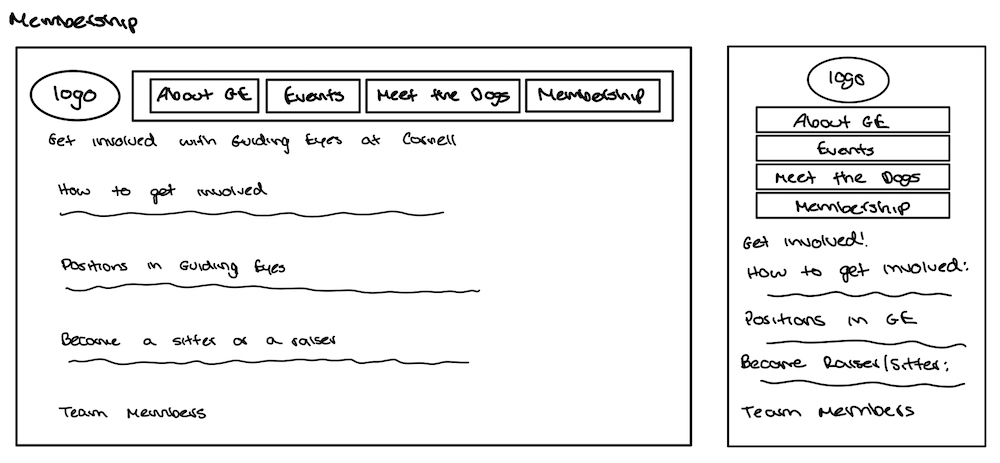 Membership
logo
About GE Events Meet the Dogs Membership
Get involved with Guiding Eyes at Cornell
How to get involved
Positions in Guiding Eyes
Become a sitter or a raiser
Team Members
logo
About GE
Events
Meet the Dogs
Membership
Get involved!
How to get involved:
Positions in GE
Become Raiser/Sitter:
Team Members